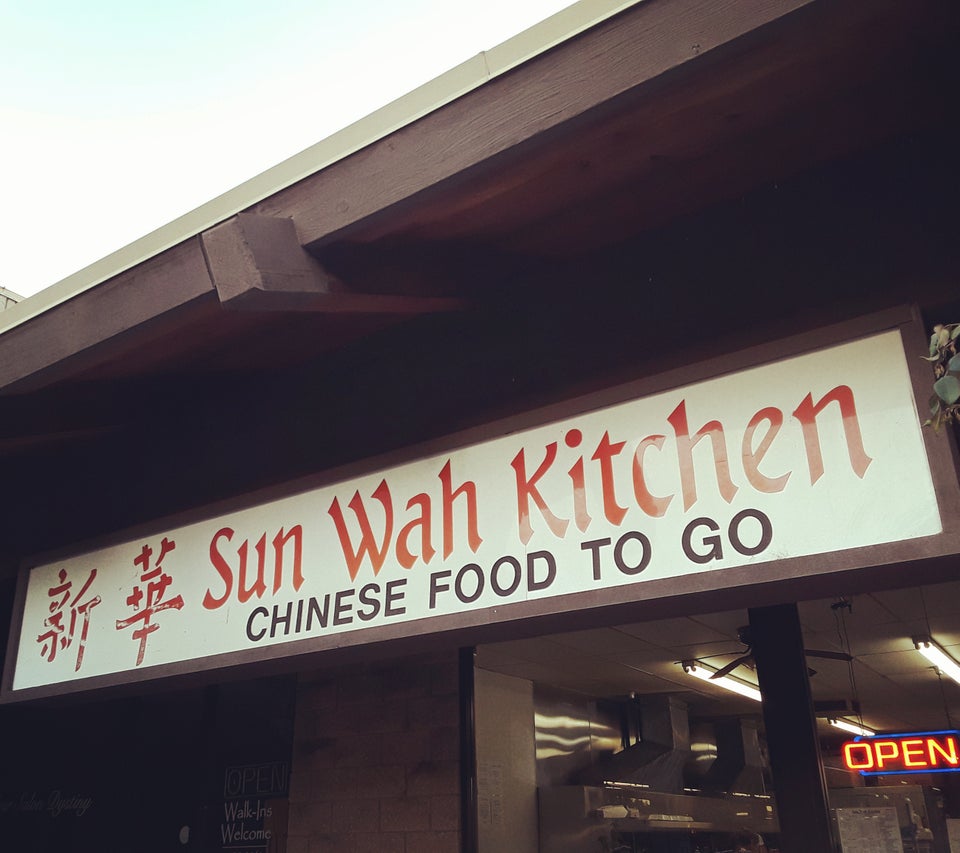 新華 Sun Wah Kitchen
CHINESE FOOD TO GO
OPEN
OPEN
Walk-Ins
Welcome